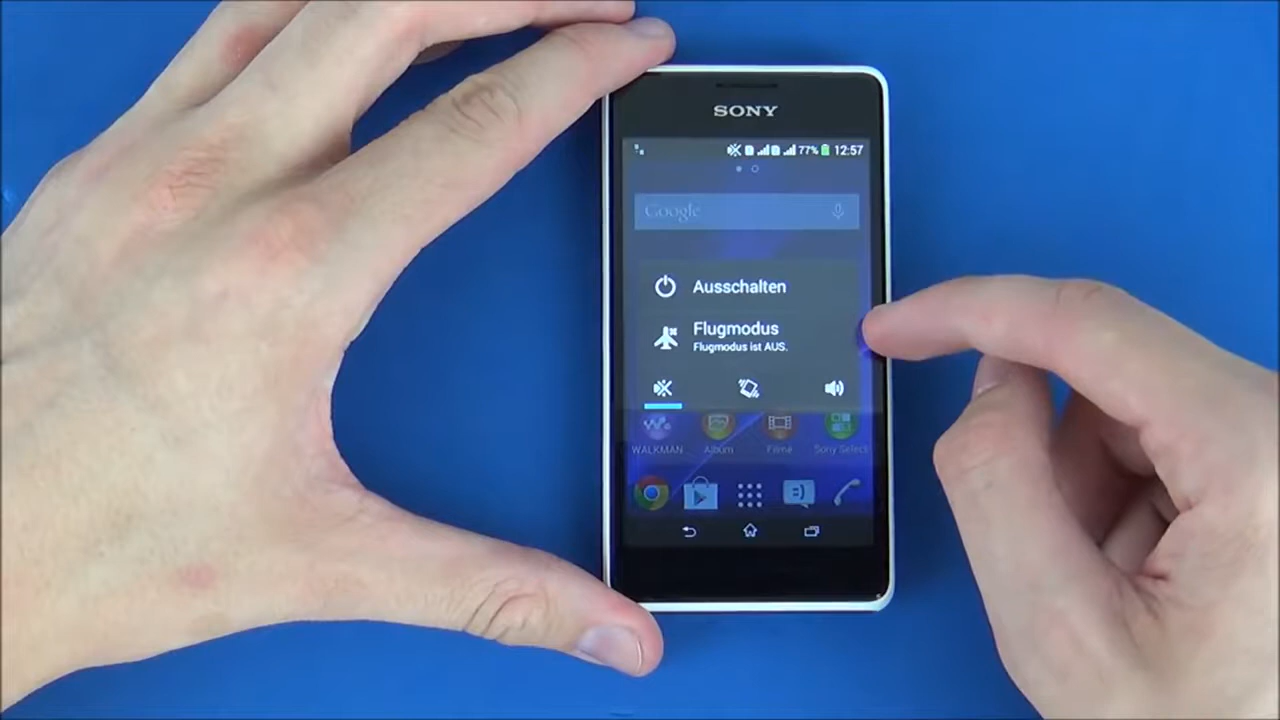 SONY
77% 12:57
Google
Ausschalten
Flugmodus
Flugmodus ist AUS.
WALKMAN Album Filme Sony Select